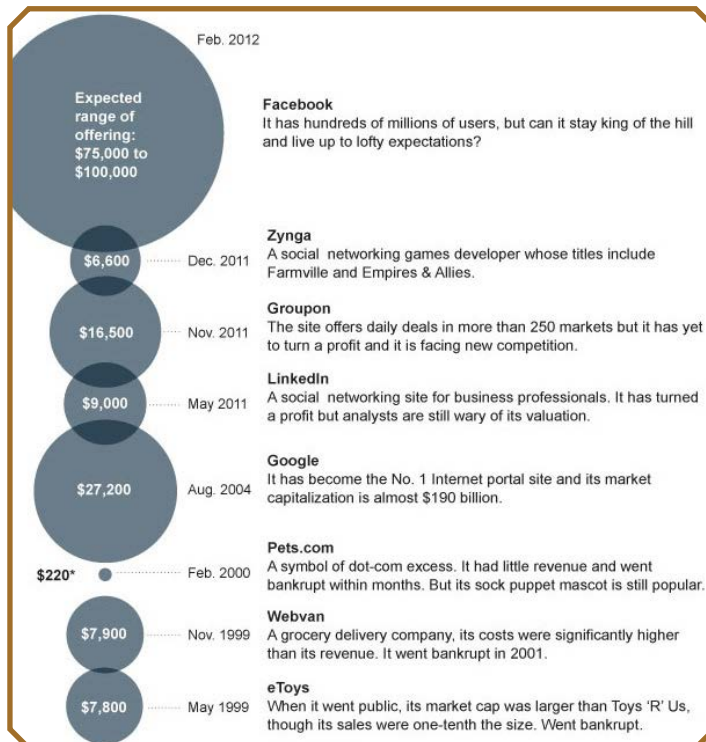 Feb. 2012
Expected
range of
offering:
$75,000 to
$100,000
Facebook
It has hundreds of millions of users, but can it stay king of the hill
and live up to lofty expectations?
Zynga
$6,600 Dec. 2011 A social networking games developer whose titles include
Farmville and Empires & Allies.
Groupon
$16,500 Nov. 2011 The site offers daily deals in more than 250 markets but it has yet
to turn a profit and it is facing new competition.
LinkedIn
$9,000 May 2011 A social networking site for business professionals. It has turned
a profit but analysts are still wary of its valuation.
Google
$27,200 Aug. 2004 It has become the No. 1 Internet portal site and its market
capitalization is almost $190 billion.
Pets.com
$220* Feb. 2000 A symbol of dot-com excess. It had little revenue and went
bankrupt within months. But its sock puppet mascot is still popular.
Webvan
$7,900 Nov. 1999 A grocery delivery company, its costs were significantly higher
than its revenue. It went bankrupt in 2001.
eToys
$7,800 May 1999 When it went public, its market cap was larger than Toys ‘R’ Us,
though its sales were one-tenth the size. Went bankrupt.